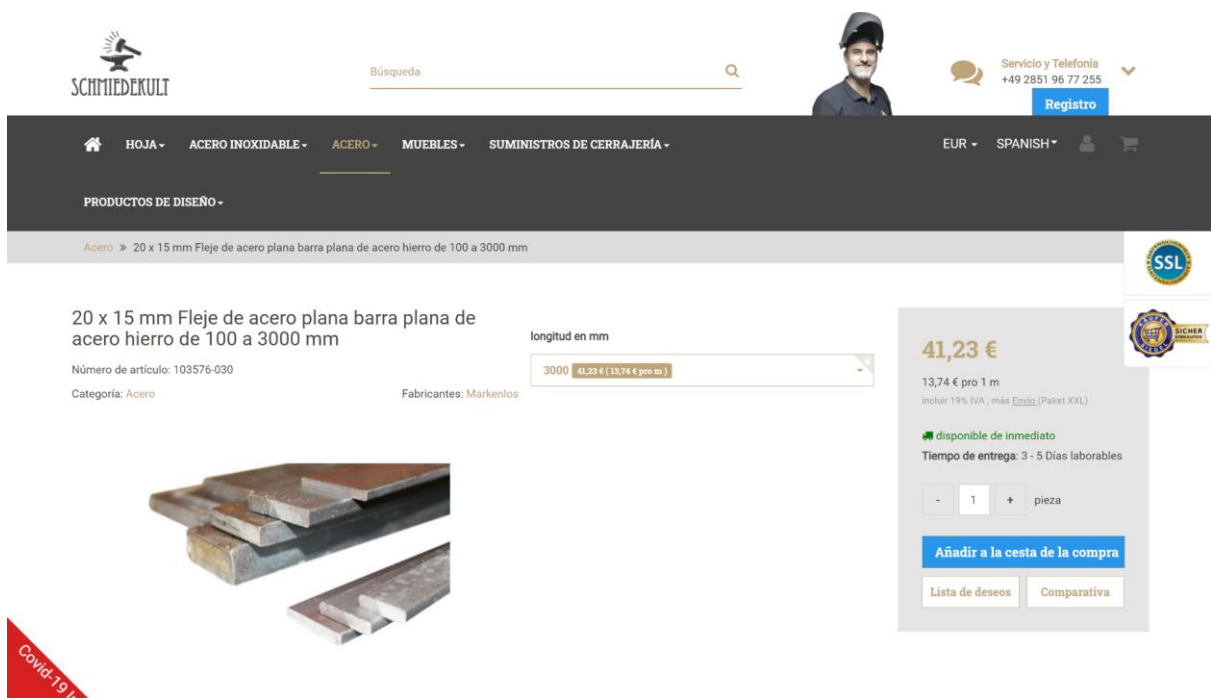 SCHMIEDEKULT
Búsqueda
Servicio y Telefonía
+49 2851 96 77 255
Registro
HOJA
ACERO INOXIDABLE
ACERO
MUEBLES
SUMINISTROS DE CERRAJERÍA
EUR
SPANISH
PRODUCTOS DE DISEÑO
Acero » 20 x 15 mm Fleje de acero plana barra plana de acero hierro de 100 a 3000 mm
SSL
SICHER
EINKAUFEN
KÄUFER
SIEGEL
20 x 15 mm Fleje de acero plana barra plana de
acero hierro de 100 a 3000 mm
Número de artículo: 103576-030
Categoría: Acero
Fabricantes: Markenlos
longitud en mm
3000 41,23 € ( 13,74 € pro m )
41,23 €
13,74 € pro 1 m
incluir 19% IVA , más Envío (Paket XXL)
disponible de inmediato
Tiempo de entrega: 3 - 5 Días laborables
- 1 + pieza
Añadir a la cesta de la compra
Lista de deseos
Comparativa
Covid-19